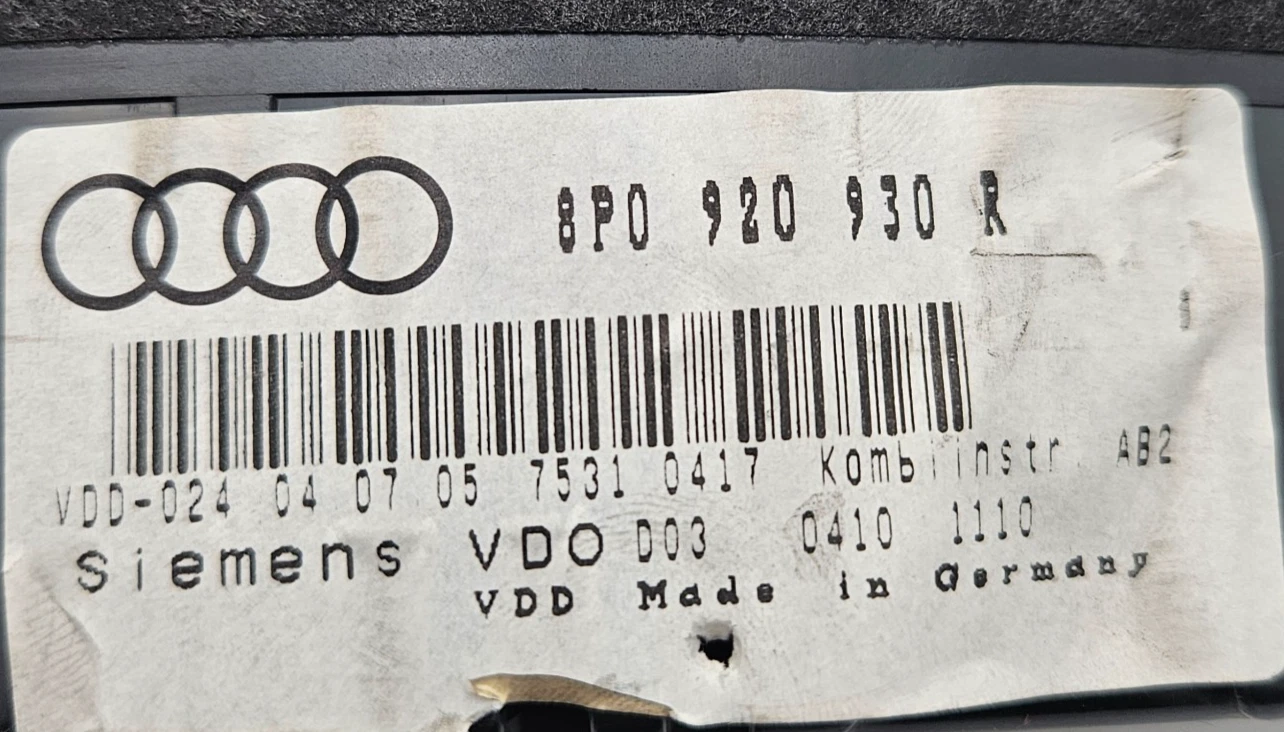 8P0 920 930 R
VDD-024 04 07 05 7531 0417 Kombiinstr. AB2
Siemens VDO D03 0410 1110
VDD Made in Germany